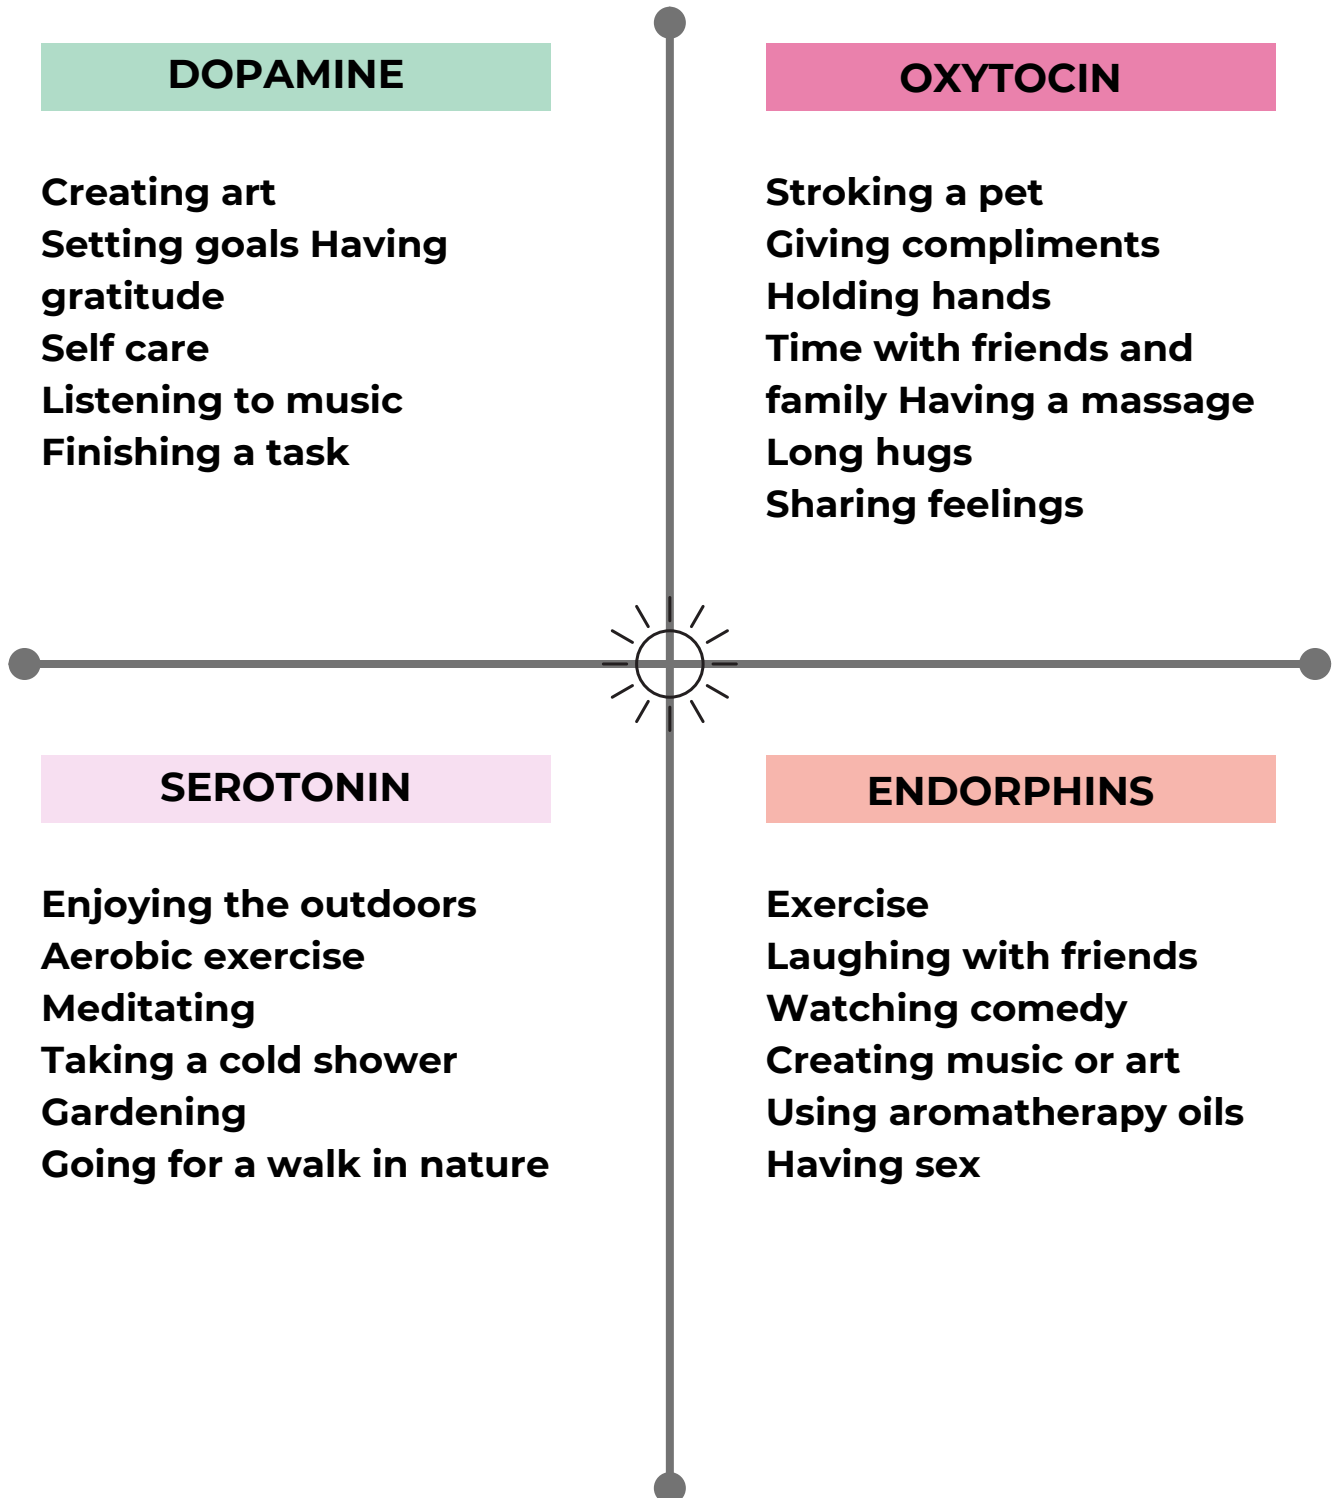 DOPAMINE
Creating art
Setting goals Having
gratitude
Self care
Listening to music
Finishing a task
OXYTOCIN
Stroking a pet
Giving compliments
Holding hands
Time with friends and
family Having a massage
Long hugs
Sharing feelings
SEROTONIN
Enjoying the outdoors
Aerobic exercise
Meditating
Taking a cold shower
Gardening
Going for a walk in nature
ENDORPHINS
Exercise
Laughing with friends
Watching comedy
Creating music or art
Using aromatherapy oils
Having sex